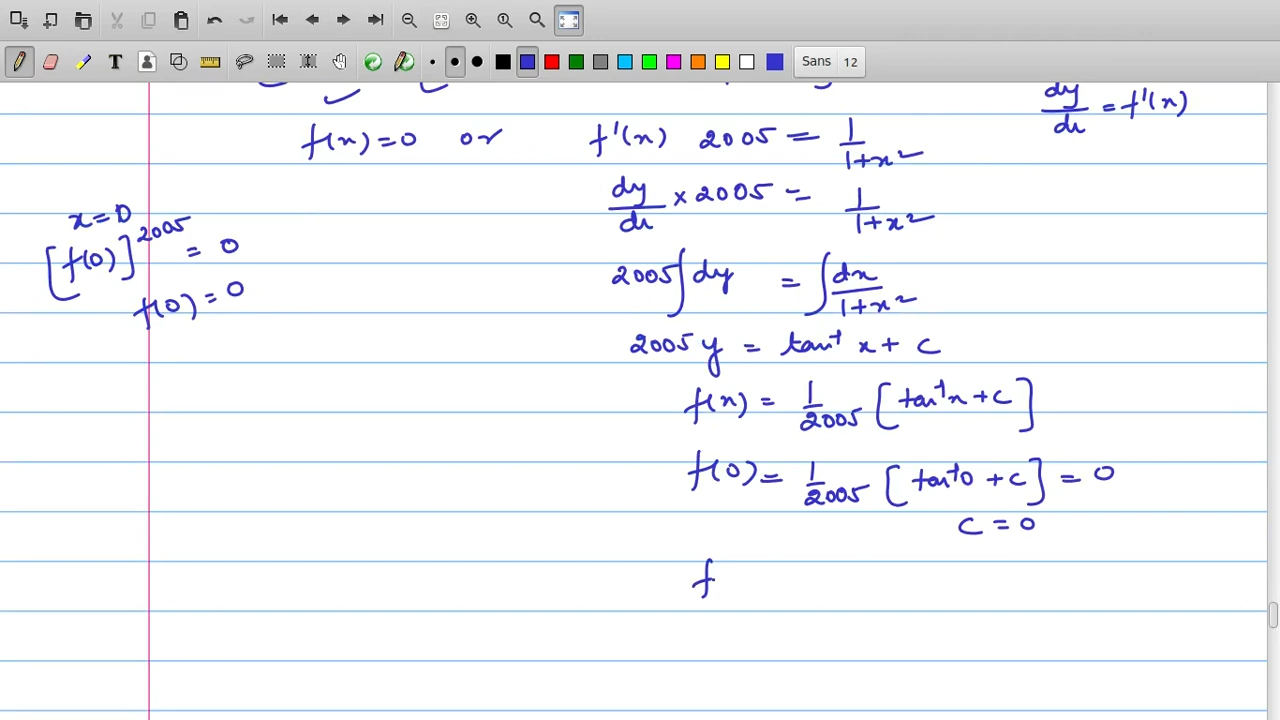 Sans 12
dy/dx = f'(x)
f(x)=0 or f'(x) 2005 = 1/1+x²
dy/dx × 2005 = 1/1+x²
x=0
[f(0)]²⁰⁰⁵ = 0
f(0) = 0
2005∫dy = ∫dx/1+x²
2005 y = tan⁻¹ x + c
f(x) = 1/2005 [tan⁻¹x + c]
f(0) = 1/2005 [tan⁻¹0 + c] = 0
c = 0
f